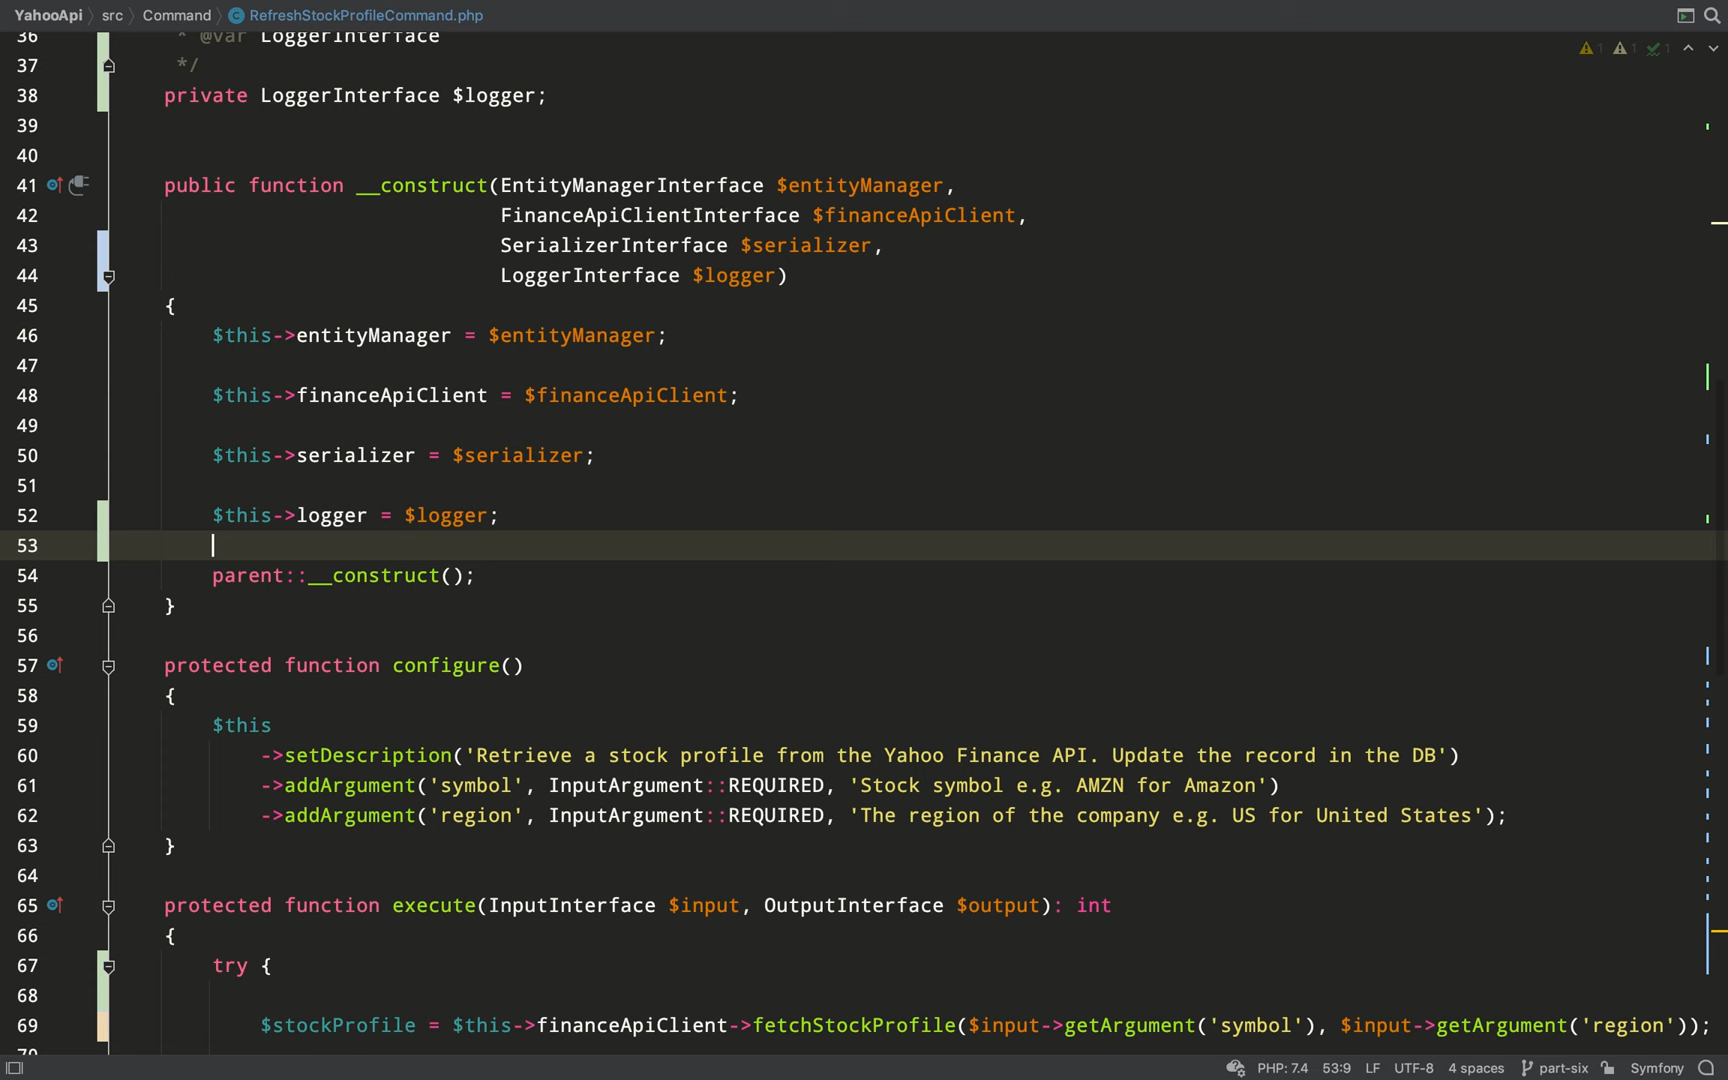 YahooApi src Command RefreshStockProfileCommand.php
36 * @var LoggerInterface
37 */
38 private LoggerInterface $logger;
39
40
41 public function __construct(EntityManagerInterface $entityManager,
42 FinanceApiClientInterface $financeApiClient,
43 SerializerInterface $serializer,
44 LoggerInterface $logger)
45 {
46 $this->entityManager = $entityManager;
47
48 $this->financeApiClient = $financeApiClient;
49
50 $this->serializer = $serializer;
51
52 $this->logger = $logger;
53
54 parent::__construct();
55 }
56
57 protected function configure()
58 {
59 $this
60 ->setDescription('Retrieve a stock profile from the Yahoo Finance API. Update the record in the DB')
61 ->addArgument('symbol', InputArgument::REQUIRED, 'Stock symbol e.g. AMZN for Amazon')
62 ->addArgument('region', InputArgument::REQUIRED, 'The region of the company e.g. US for United States');
63 }
64
65 protected function execute(InputInterface $input, OutputInterface $output): int
66 {
67 try {
68
69 $stockProfile = $this->financeApiClient->fetchStockProfile($input->getArgument('symbol'), $input->getArgument('region'));
70
1 1 1
PHP: 7.4 53:9 LF UTF-8 4 spaces part-six Symfony